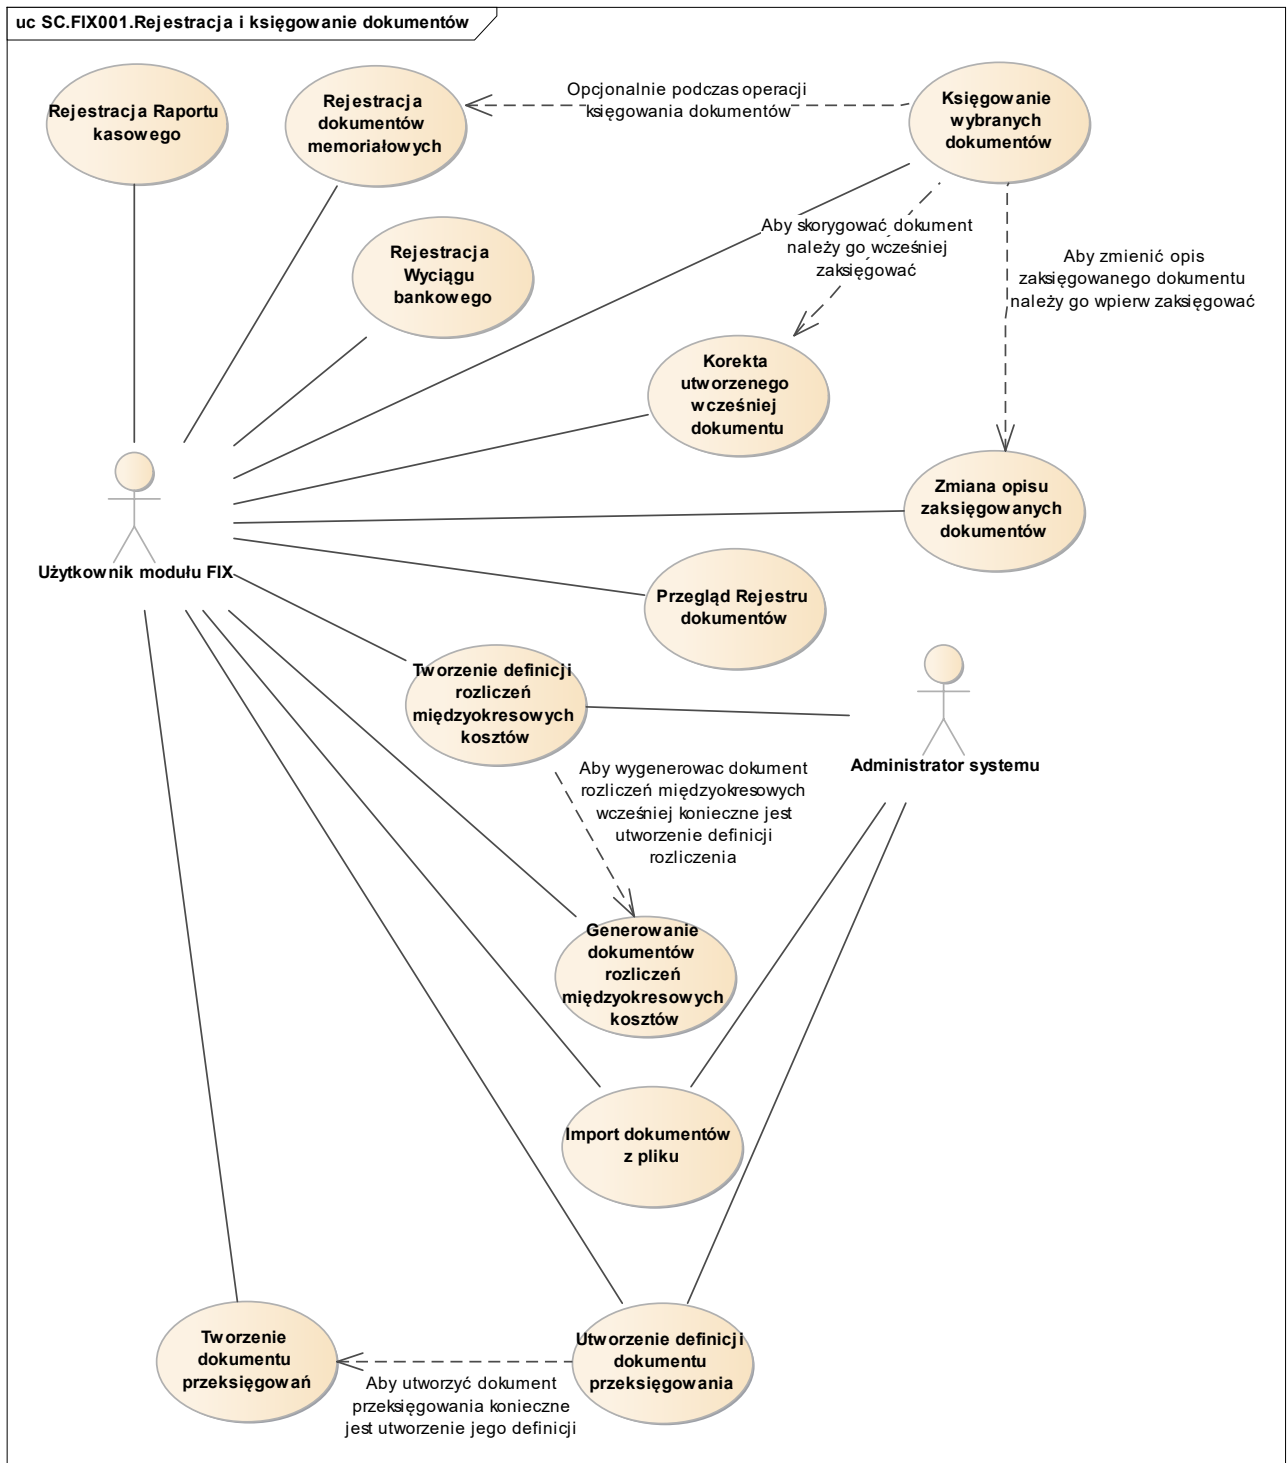 uc SC.FIX001.Rejestracja i księgowanie dokumentów
Rejestracja Raportu
kasowego
Rejestracja
dokumentów
memoriałowych
Opcjonalnie podczas operacji
księgowania dokumentów
Księgowanie
wybranych
dokumentów
Rejestracja
Wyciągu
bankowego
Aby skorygować dokument
należy go wcześniej
zaksięgować
Aby zmienić opis
zaksięgowanego dokumentu
należy go wpierw zaksięgować
Korekta
utworzenego
wcześniej
dokumentu
Zmiana opisu
zaksięgowanych
dokumentów
Użytkownik modułu FIX
Przegląd Rejestru
dokumentów
Tworzenie definicji
rozliczeń
międzyokresowych
kosztów
Administrator systemu
Aby wygenerowac dokument
rozliczeń międzyokresowych
wcześniej konieczne jest
utworzenie definicji
rozliczenia
Generowanie
dokumentów
rozliczeń
międzyokresowych
kosztów
Import dokumentów
z pliku
Tworzenie
dokumentu
przeksięgowań
Utworzenie definicji
dokumentu
przeksięgowania
Aby utworzyć dokument
przeksięgowania konieczne
jest utworzenie jego definicji